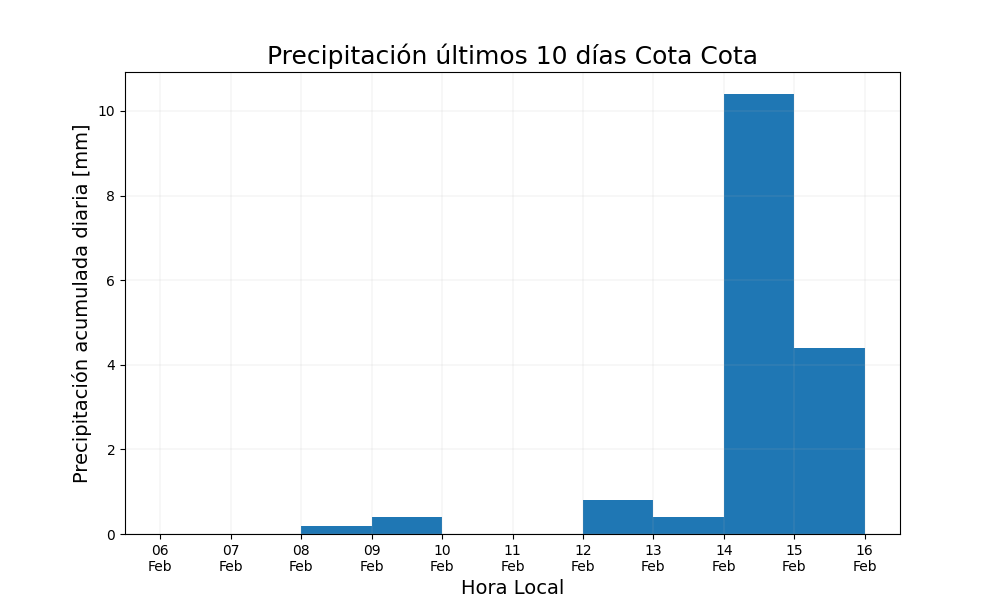 Precipitación últimos 10 días Cota Cota
Precipitación acumulada diaria [mm]
10
8
6
4
2
0
06 Feb
07 Feb
08 Feb
09 Feb
10 Feb
11 Feb
12 Feb
13 Feb
14 Feb
15 Feb
16 Feb
Hora Local